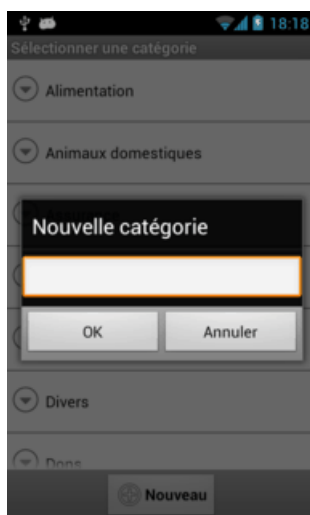 18:18
Sélectionner une catégorie
Alimentation
Animaux domestiques
Nouvelle catégorie
OK
Annuler
Divers
Dons
Nouveau